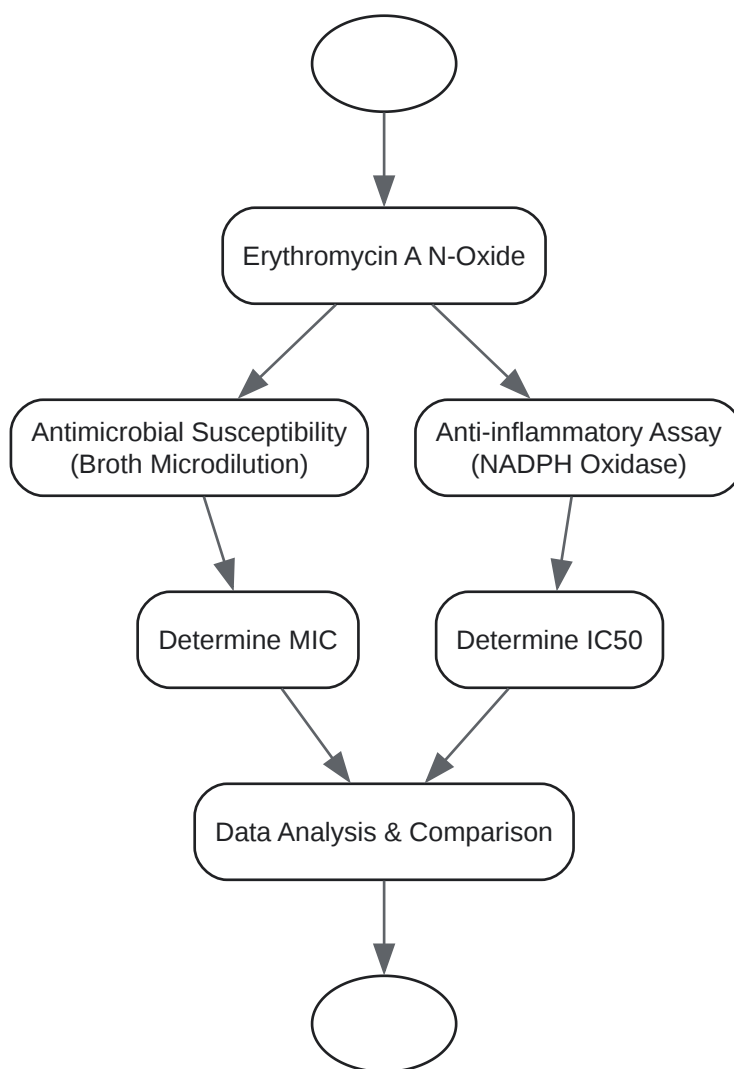 Erythromycin A N-Oxide
Antimicrobial Susceptibility
(Broth Microdilution)
Anti-inflammatory Assay
(NADPH Oxidase)
Determine MIC
Determine IC50
Data Analysis & Comparison